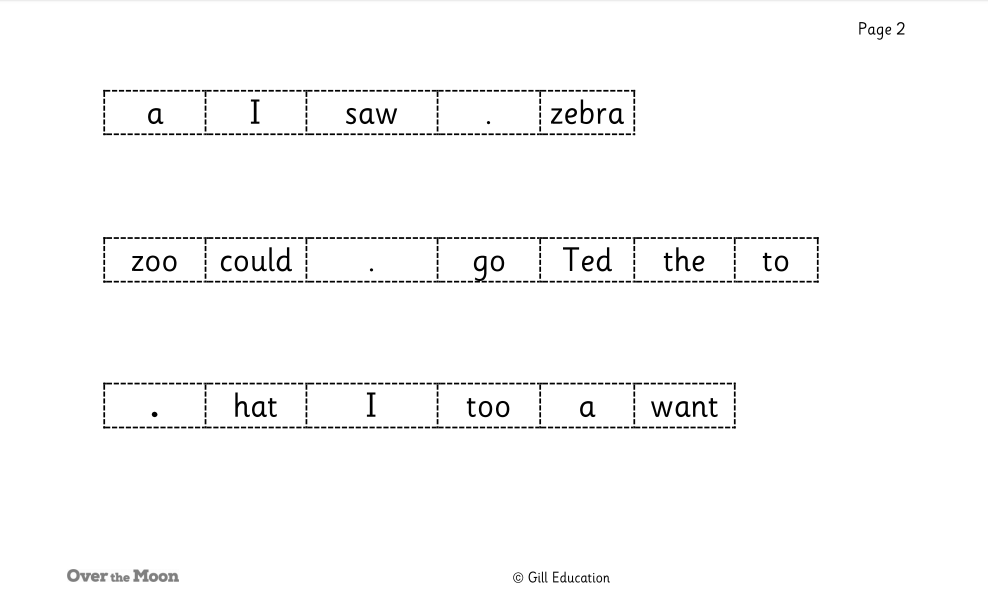 Page 2
a I saw . zebra
zoo could . go Ted the to
. hat I too a want
Over the Moon © Gill Education